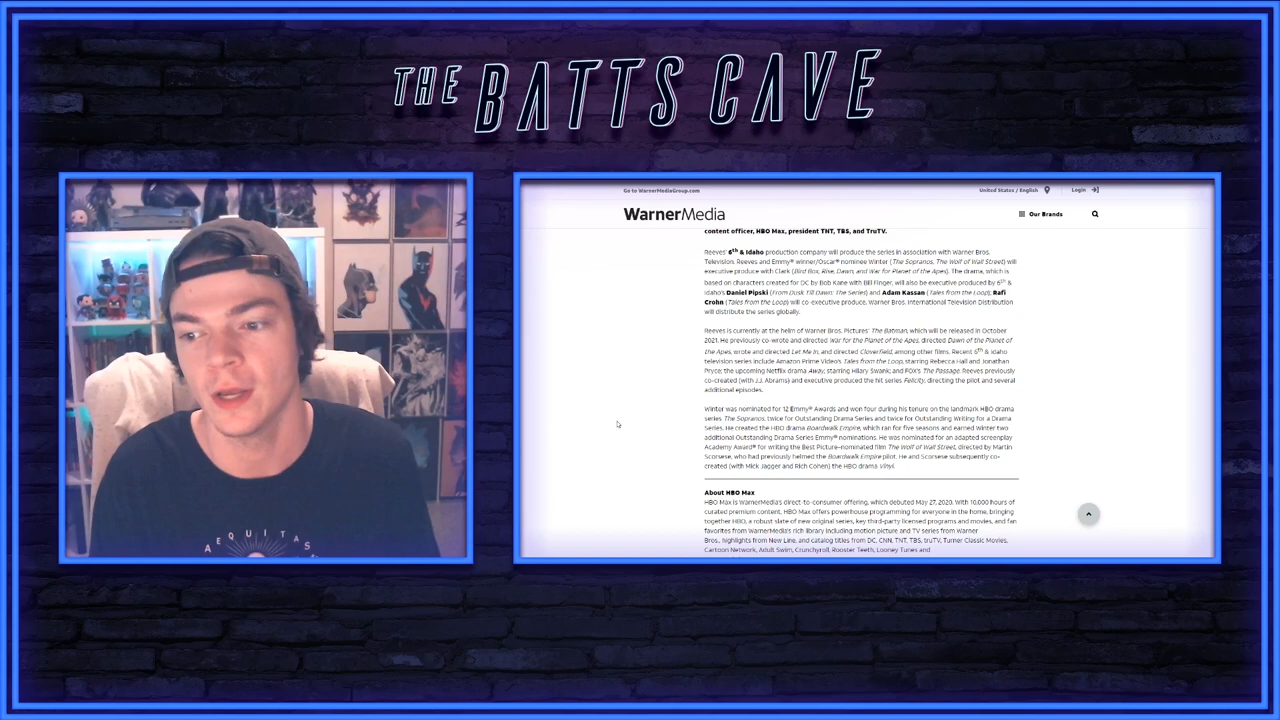 THE BATTS CAVE
AEQUITAS
Go to WarnerMediaGroup.com
United States / English
Login
WarnerMedia
Our Brands
content officer, HBO Max, president TNT, TBS, and TruTV.
Reeves' 6th & Idaho production company will produce the series in association with Warner Bros.
Television. Reeves and Emmy® winner/Oscar® nominee Winter (The Sopranos, The Wolf of Wall Street) will
executive produce with Clark (Bird Box, Rise, Dawn, and War for Planet of the Apes). The drama, which is
based on characters created for DC by Bob Kane with Bill Finger, will also be executive produced by 6th &
Idaho's Daniel Pipski (From Dusk Till Dawn: The Series) and Adam Kassan (Tales from the Loop); Rafi
Crohn (Tales from the Loop) will co-executive produce. Warner Bros. International Television Distribution
will distribute the series globally.
Reeves is currently at the helm of Warner Bros. Pictures' The Batman, which will be released in October
2021. He previously co-wrote and directed War for the Planet of the Apes, directed Dawn of the Planet of
the Apes, wrote and directed Let Me In, and directed Cloverfield, among other films. Recent 6th & Idaho
television series include Amazon Prime Video's Tales from the Loop, starring Rebecca Hall and Jonathan
Pryce; the upcoming Netflix drama Away, starring Hilary Swank; and FOX's The Passage. Reeves previously
co-created (with J.J. Abrams) and executive produced the hit series Felicity, directing the pilot and several
additional episodes.
Winter was nominated for 12 Emmy® Awards and won four during his tenure on the landmark HBO drama
series The Sopranos, twice for Outstanding Drama Series and twice for Outstanding Writing for a Drama
Series. He created the HBO drama Boardwalk Empire, which ran for five seasons and earned Winter two
additional Outstanding Drama Series Emmy® nominations. He was nominated for an adapted screenplay
Academy Award® for writing the Best Picture-nominated film The Wolf of Wall Street, directed by Martin
Scorsese, who had previously helmed the Boardwalk Empire pilot. He and Scorsese subsequently co-
created (with Mick Jagger and Rich Cohen) the HBO drama Vinyl.
About HBO Max
HBO Max is WarnerMedia's direct-to-consumer offering, which debuted May 27, 2020. With 10,000 hours of
curated premium content, HBO Max offers powerhouse programming for everyone in the home, bringing
together HBO, a robust slate of new original series, key third-party licensed programs and movies, and fan
favorites from WarnerMedia's rich library including motion picture and TV series from Warner
Bros., highlights from New Line, and catalog titles from DC, CNN, TNT, TBS, truTV, Turner Classic Movies,
Cartoon Network, Adult Swim, Crunchyroll, Rooster Teeth, Looney Tunes and